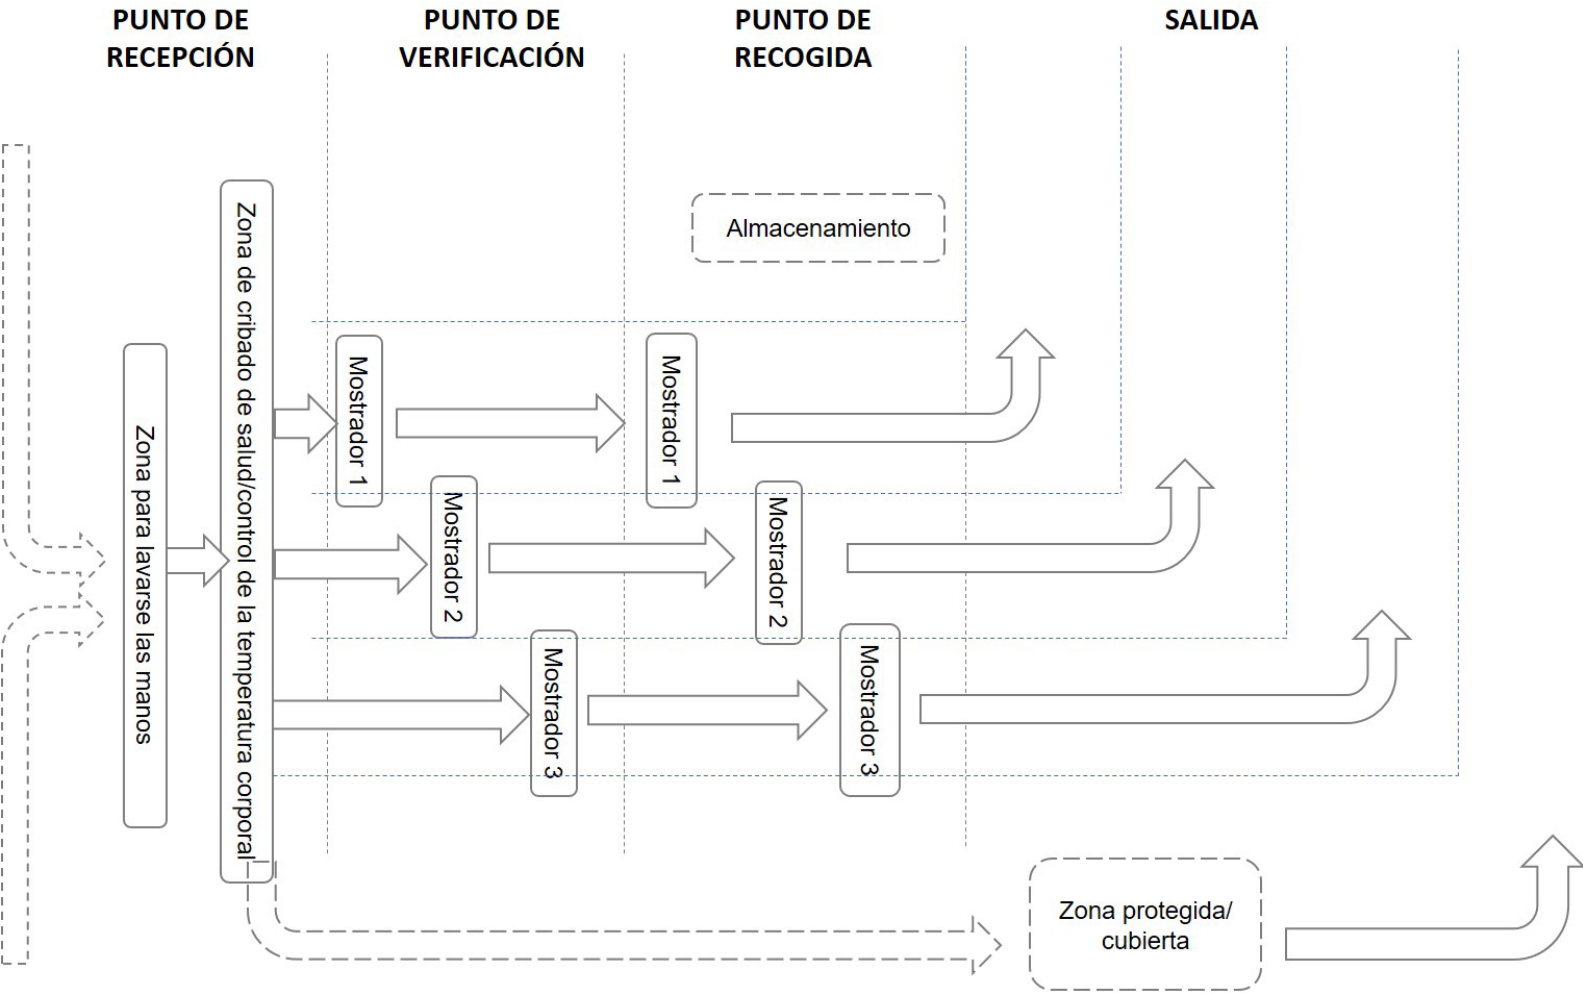 PUNTO DE
RECEPCIÓN
PUNTO DE
VERIFICACIÓN
PUNTO DE
RECOGIDA
SALIDA
Almacenamiento
Zona para lavarse las manos
Zona de cribado de salud/control de la temperatura corporal
Mostrador 1
Mostrador 1
Mostrador 2
Mostrador 2
Mostrador 3
Mostrador 3
Zona protegida/
cubierta